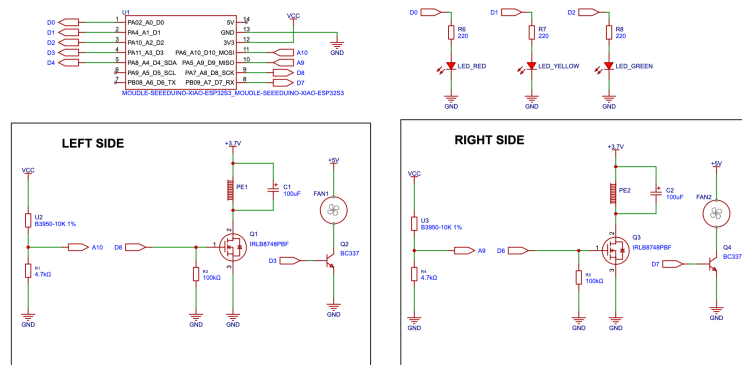 U1
D0 1 PA02_A0_D0 5V 14 VCC
D1 2 PA4_A1_D1 GND 13
D2 3 PA10_A2_D2 3V3 12 GND
D3 4 PA11_A3_D3 PA6_A10_D10_MOSI 11 A10
D4 5 PA8_A4_D4_SDA PA5_A9_D9_MISO 10 A9
6 PA9_A5_D5_SCL PA7_A8_D8_SCK 9 D8
7 PB08_A6_D6_TX PB09_A7_D7_RX 8 D7
MOUDLE-SEEEDUINO-XIAO-ESP32S3_MOUDLE-SEEEDUINO-XIAO-ESP32S3
D0 D1 D2
R6 R7 R8
220 220 220
LED_RED LED_YELLOW LED_GREEN
GND GND GND
LEFT SIDE
+3.7V
+5V
VCC
PE1
C1
100uF
FAN1
U2
B3950-10K 1%
A10
D8
1
2
3
Q1
IRLB8748PBF
Q2
BC337
D3
R1
4.7kΩ
R3
100kΩ
GND GND GND GND
RIGHT SIDE
+3.7V
+5V
VCC
PE2
C2
100uF
FAN2
U3
B3950-10K 1%
A9
D6
1
2
3
Q3
IRLB8748PBF
Q4
BC337
D7
R4
4.7kΩ
R5
100kΩ
GND GND GND GND